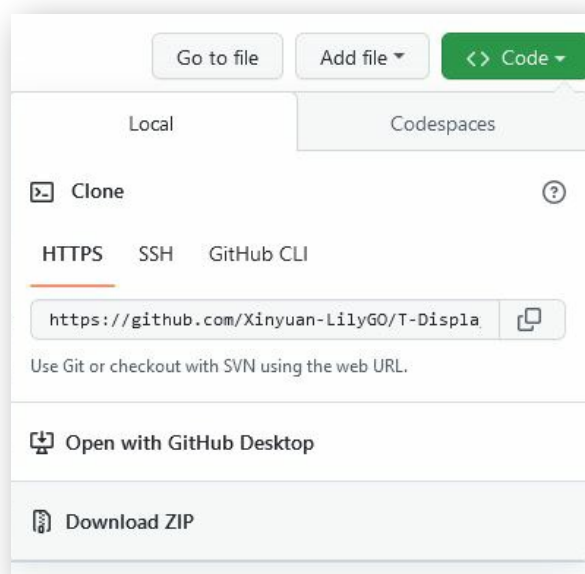 Go to file
Add file
<> Code
Local
Codespaces
Clone
HTTPS
SSH
GitHub CLI
https://github.com/Xinyuan-LilyGO/T-Displa
Use Git or checkout with SVN using the web URL.
Open with GitHub Desktop
Download ZIP